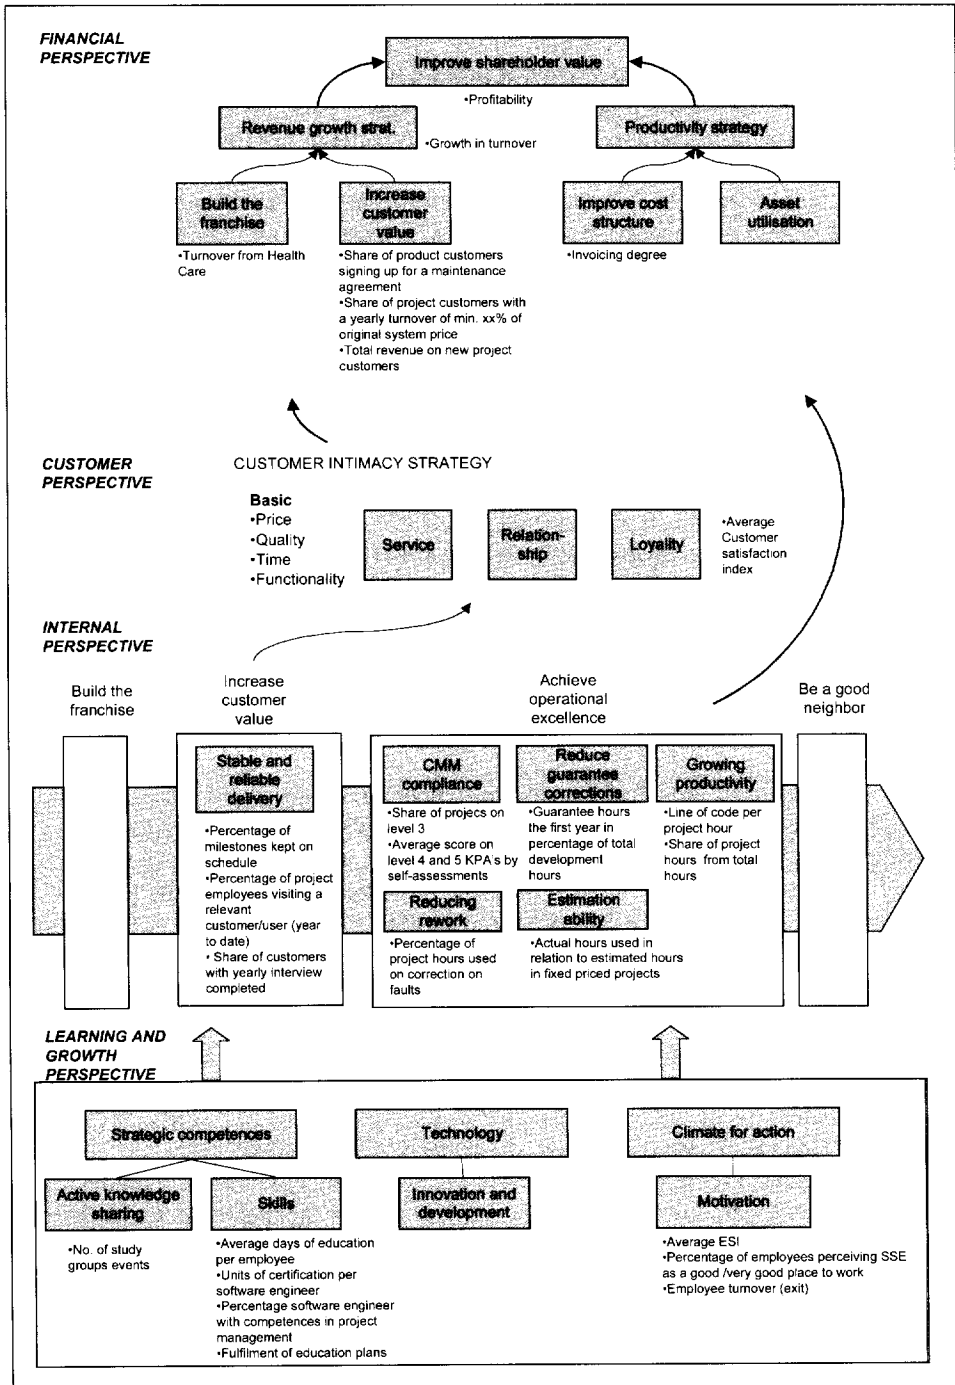 FINANCIAL
PERSPECTIVE
Improve shareholder value
•Profitability
Revenue growth strat.
•Growth in turnover
Productivity strategy
Build the
franchise
•Turnover from Health
Care
Increase
customer
value
•Share of product customers
signing up for a maintenance
agreement
•Share of project customers with
a yearly turnover of min. xx% of
original system price
•Total revenue on new project
customers
Improve cost
structure
•Invoicing degree
Asset
utilisation
CUSTOMER
PERSPECTIVE
CUSTOMER INTIMACY STRATEGY
Basic
•Price
•Quality
•Time
•Functionality
Service
Relation-
ship
Loyality
•Average
Customer
satisfaction
index
INTERNAL
PERSPECTIVE
Build the
franchise
Increase
customer
value
Achieve
operational
excellence
Be a good
neighbor
Stable and
reliable
delivery
•Percentage of
milestones kept on
schedule
•Percentage of project
employees visiting a
relevant
customer/user (year
to date)
• Share of customers
with yearly interview
completed
CMM
compliance
•Share of projecs on
level 3
•Average score on
level 4 and 5 KPA's by
self-assessments
Reduce
guarantee
corrections
•Guarantee hours
the first year in
percentage of total
development
hours
Growing
productivity
•Line of code per
project hour
•Share of project
hours from total
hours
Reducing
rework
•Percentage of
project hours used
on correction on
faults
Estimation
ability
•Actual hours used in
relation to estimated hours
in fixed priced projects
LEARNING AND
GROWTH
PERSPECTIVE
Strategic competences
Technology
Climate for action
Active knowledge
sharing
•No. of study
groups events
Skills
•Average days of education
per employee
•Units of certification per
software engineer
•Percentage software engineer
with competences in project
management
•Fulfilment of education plans
Innovation and
development
Motivation
•Average ESI
•Percentage of employees perceiving SSE
as a good /very good place to work
•Employee turnover (exit)